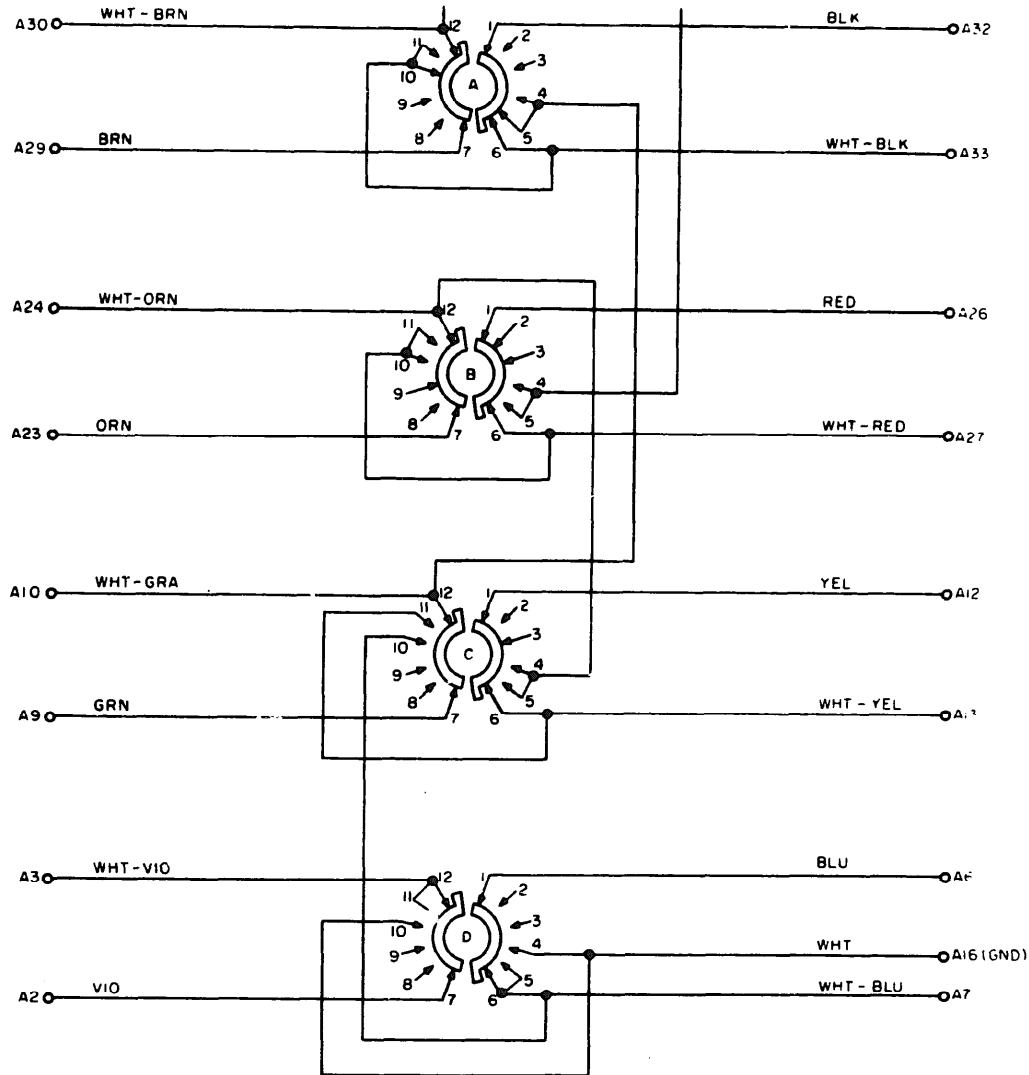 A30 WHT-BRN 12 1 BLK A32
11 2
10 A 3
9 4
8 5
A29 BRN 7 6 WHT-BLK A33
A24 WHT-ORN 12 1 RED A26
11 2
10 3
9 B 4
8 5
A23 ORN 7 6 WHT-RED A27
A10 WHT-GRA 12 1 YEL A12
11 2
10 3
9 C 4
8 5
A9 GRN 7 6 WHT-YEL
A3 WHT-VIO 12 1 BLU
11 2
10 3
9 D 4 WHT A16(GND)
8 5
A2 VIO 7 6 WHT-BLU A7